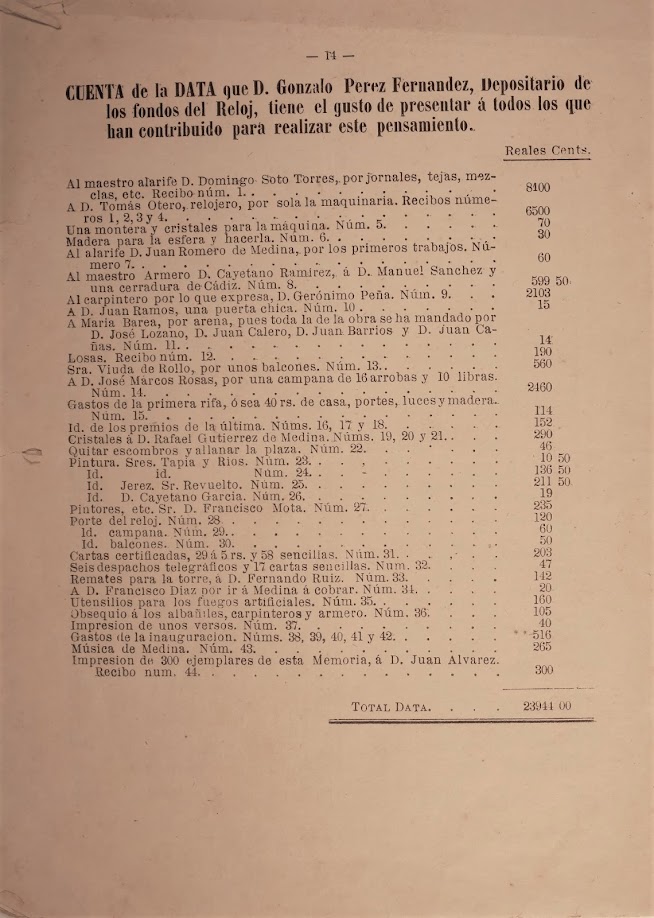 — 14 —
CUENTA de la DATA que D. Gonzalo Perez Fernandez, Depositario de
los fondos del Reloj, tiene el gusto de presentar á todos los que
han contribuido para realizar este pensamiento.
Reales Cents.
Al maestro alarife D. Domingo Soto Torres, por jornales, tejas, mez-
clas, etc. Recibo núm. 1. . . . . . . . . . . . 8100
A D. Tomás Otero, relojero, por sola la maquinaria. Recibos núme-
ros 1, 2, 3 y 4. . . . . . . . . . . . . 6500
Una montera y cristales para la máquina. Núm. 5. . . . . . 70
Madera para la esfera y hacerla. Núm. 6. . . . . . . . 30
Al alarife D. Juan Romero de Medina, por los primeros trabajos. Nú-
mero 7. . . . . . . . . . . . . . . 60
Al maestro Armero D. Cayetano Ramirez, á D. Manuel Sanchez y
una cerradura de Cádiz. Núm. 8. . . . . . . . . 599 50
Al carpintero por lo que expresa, D. Gerónimo Peña. Núm. 9. . . 2103
A D. Juan Ramos, una puerta chica. Núm. 10 . . . . . . 15
A Maria Barea, por arena, pues toda la de la obra se ha mandado por
D. José Lozano, D. Juan Calero, D. Juan Barrios y D. Juan Ca-
ñas. Núm. 11. . . . . . . . . . . . . . 14
Losas. Recibo núm. 12. . . . . . . . . . . . 190
Sra. Viuda de Rollo, por unos balcones. Núm. 13. . . . . . 560
A D. José Marcos Rosas, por una campana de 16 arrobas y 10 libras.
Núm. 14. . . . . . . . . . . . . . . 2460
Gastos de la primera rifa, ó sea 40 rs. de casa, portes, luces y madera.
Núm. 15. . . . . . . . . . . . . . . 114
Id. de los premios de la última. Núms. 16, 17 y 18. . . . . . 152
Cristales á D. Rafael Gutierrez de Medina. Núms. 19, 20 y 21. . . . 290
Quitar escombros y allanar la plaza. Núm. 22. . . . . . . 46
Pintura. Sres. Tapia y Rios. Núm. 23. . . . . . . . . 10 50
Id. id. Núm. 24. . . . . . . . . 136 50
Id. Jerez. Sr. Revuelto. Núm. 25. . . . . . . . . 211 50
Id. D. Cayetano Garcia. Núm. 26. . . . . . . . . 19
Pintores, etc. Sr. D. Francisco Mota. Núm. 27. . . . . . . 235
Porte del reloj. Núm. 28. . . . . . . . . . . . 120
Id. campana. Núm. 29. . . . . . . . . . . . 60
Id. balcones. Núm. 30. . . . . . . . . . . . 50
Cartas certificadas, 29 á 5 rs. y 58 sencillas. Núm. 31. . . . . . 203
Seis despachos telegráficos y 17 cartas sencillas. Num. 32. . . . . 47
Remates para la torre, á D. Fernando Ruiz. Núm. 33. . . . . 142
A D. Francisco Diaz por ir á Medina á cobrar. Núm. 34. . . . . 20
Utensilios para los fuegos artificiales. Núm. 35. . . . . . . 160
Obsequio á los albañiles, carpinteros y armero. Núm. 36. . . . . 105
Impresion de unos versos. Núm. 37. . . . . . . . . 40
Gastos de la inauguracion. Núms. 38, 39, 40, 41 y 42. . . . . . 516
Música de Medina. Núm. 43. . . . . . . . . . . 265
Impresion de 300 ejemplares de esta Memoria, á D. Juan Alvarez.
Recibo num. 44. . . . . . . . . . . . . . 300
TOTAL DATA. . . . 23944 00